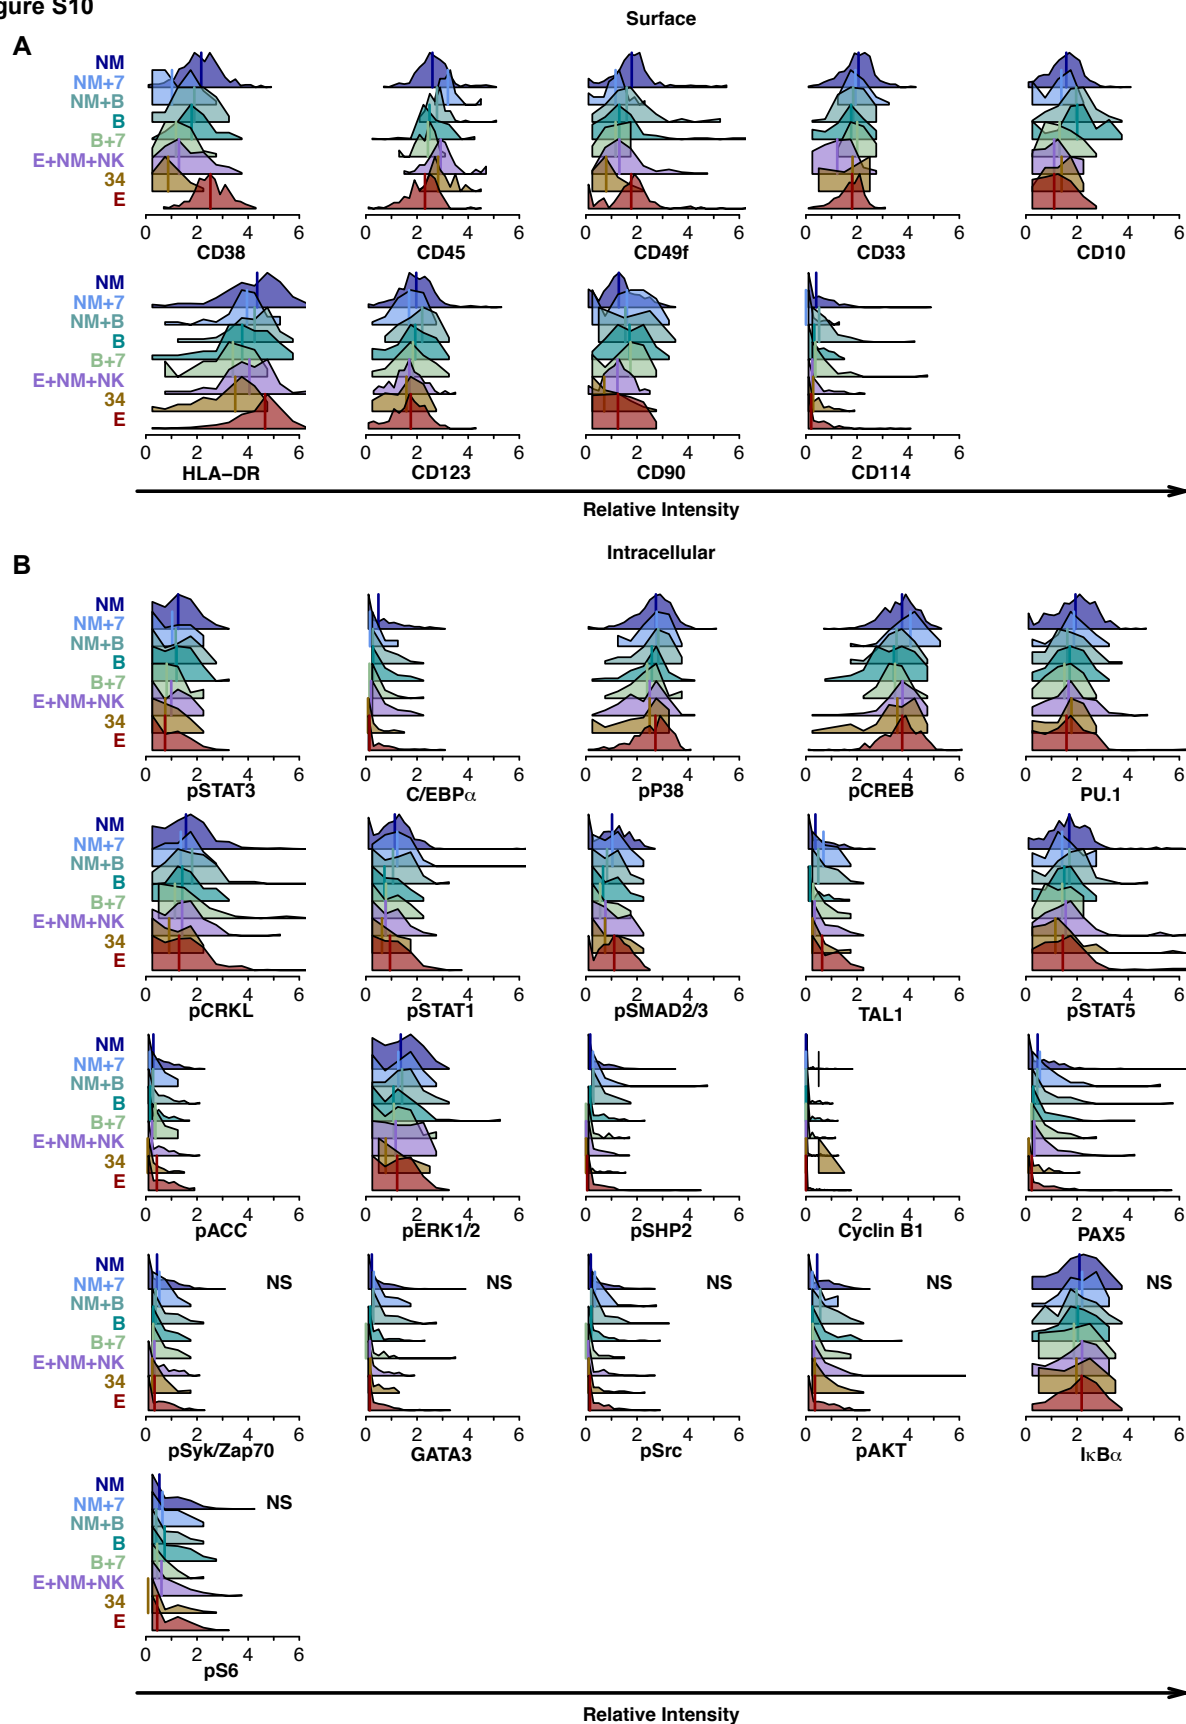 gure S10
Surface
A
NM
NM+7
NM+B
B
B+7
E+NM+NK
34
E
0 2 4 6 0 2 4 6 0 2 4 6 0 2 4 6 0 2 4 6
CD38 CD45 CD49f CD33 CD10
NM
NM+7
NM+B
B
B+7
E+NM+NK
34
E
0 2 4 6 0 2 4 6 0 2 4 6 0 2 4 6
HLA–DR CD123 CD90 CD114
Relative Intensity
Intracellular
B
NM
NM+7
NM+B
B
B+7
E+NM+NK
34
E
0 2 4 6 0 2 4 6 0 2 4 6 0 2 4 6 0 2 4 6
pSTAT3 C/EBPα pP38 pCREB PU.1
NM
NM+7
NM+B
B
B+7
E+NM+NK
34
E
0 2 4 6 0 2 4 6 0 2 4 6 0 2 4 6 0 2 4 6
pCRKL pSTAT1 pSMAD2/3 TAL1 pSTAT5
NM
NM+7
NM+B
B
B+7
E+NM+NK
34
E
0 2 4 6 0 2 4 6 0 2 4 6 0 2 4 6 0 2 4 6
pACC pERK1/2 pSHP2 Cyclin B1 PAX5
NM
NM+7 NS NS NS NS NS
NM+B
B
B+7
E+NM+NK
34
E
0 2 4 6 0 2 4 6 0 2 4 6 0 2 4 6 0 2 4 6
pSyk/Zap70 GATA3 pSrc pAKT IκBα
NM
NM+7 NS
NM+B
B
B+7
E+NM+NK
34
E
0 2 4 6
pS6
Relative Intensity